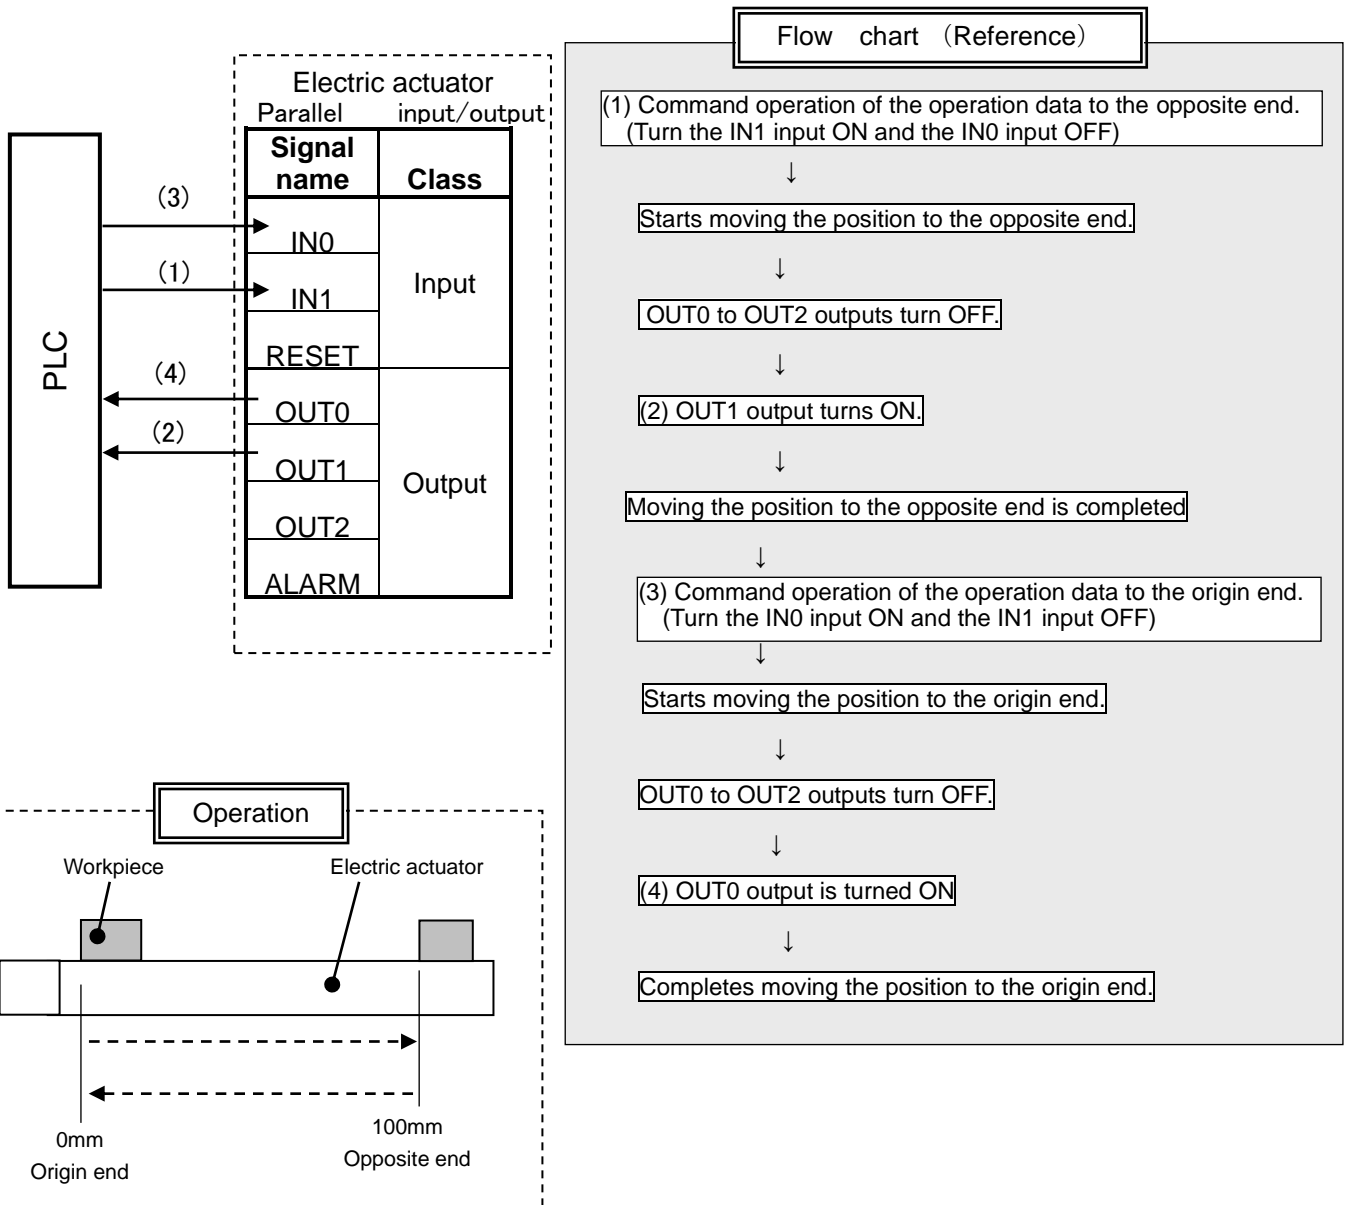 Electric actuator
Parallel input/output
Signal name Class
IN0
IN1
RESET
Input
OUT0
OUT1
OUT2
ALARM
Output
PLC
(3)
(1)
(4)
(2)
Flow chart （Reference）
(1) Command operation of the operation data to the opposite end.
(Turn the IN1 input ON and the IN0 input OFF)
↓
Starts moving the position to the opposite end.
↓
OUT0 to OUT2 outputs turn OFF.
↓
(2) OUT1 output turns ON.
↓
Moving the position to the opposite end is completed
↓
(3) Command operation of the operation data to the origin end.
(Turn the IN0 input ON and the IN1 input OFF)
↓
Starts moving the position to the origin end.
↓
OUT0 to OUT2 outputs turn OFF.
↓
(4) OUT0 output is turned ON
↓
Completes moving the position to the origin end.
Operation
Workpiece
Electric actuator
0mm
Origin end
100mm
Opposite end